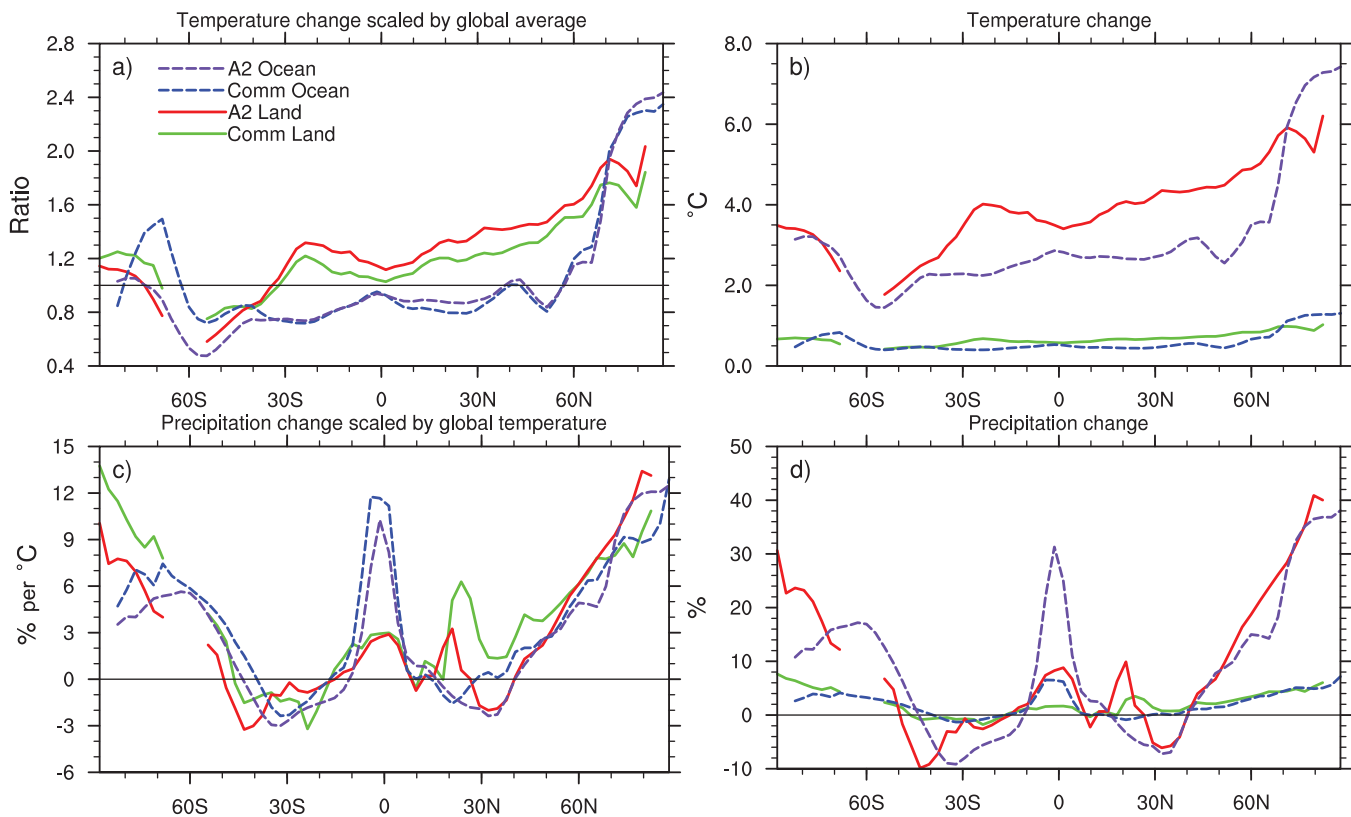 Temperature change scaled by global average
Temperature change
2.8
2.4
2.0
1.6
1.2
0.8
0.4
Ratio
a)
A2 Ocean
Comm Ocean
A2 Land
Comm Land
60S 30S 0 30N 60N
8.0
6.0
4.0
2.0
0.0
°C
b)
60S 30S 0 30N 60N
Precipitation change scaled by global temperature
Precipitation change
15
12
9
6
3
0
-3
-6
% per °C
c)
60S 30S 0 30N 60N
50
40
30
20
10
0
-10
%
d)
60S 30S 0 30N 60N